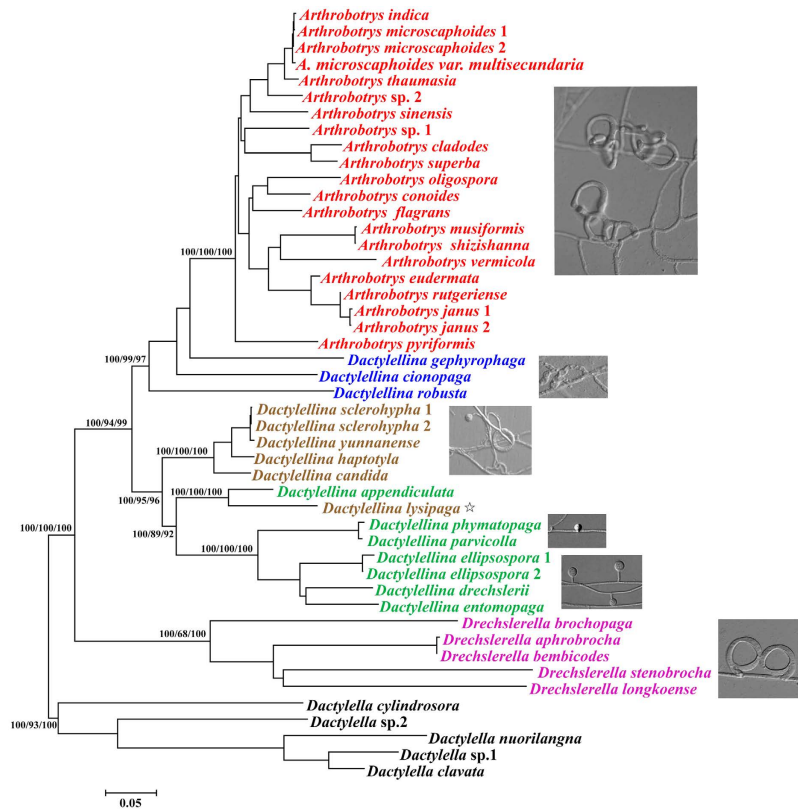 Arthrobotrys indica
Arthrobotrys microscaphoides 1
Arthrobotrys microscaphoides 2
A. microscaphoides var. multisecundaria
Arthrobotrys thaumasia
Arthrobotrys sp. 2
Arthrobotrys sinensis
Arthrobotrys sp. 1
Arthrobotrys cladodes
Arthrobotrys superba
Arthrobotrys oligospora
Arthrobotrys conoides
Arthrobotrys flagrans
Arthrobotrys musiformis
Arthrobotrys shizishanna
100/100/100
Arthrobotrys vermicola
Arthrobotrys eudermata
Arthrobotrys rutgeriense
Arthrobotrys janus 1
Arthrobotrys janus 2
Arthrobotrys pyriformis
100/99/97
Dactylellina gephyrophaga
Dactylellina cionopaga
Dactylellina robusta
Dactylellina sclerohypha 1
100/94/99
Dactylellina sclerohypha 2
Dactylellina yunnanense
100/100/100
Dactylellina haptotyla
Dactylellina candida
100/100/100
Dactylellina appendiculata
100/95/96
Dactylellina lysipaga ☆
Dactylellina phymatopaga
100/89/92
Dactylellina parvicolla
100/100/100
100/100/100
Dactylellina ellipsospora 1
Dactylellina ellipsospora 2
Dactylellina drechslerii
Dactylellina entomopaga
Drechslerella brochopaga
100/68/100
Drechslerella aphrobrocha
Drechslerella bembicodes
Drechslerella stenobrocha
Drechslerella longkoense
Dactylella cylindrosora
Dactylella sp.2
100/93/100
Dactylella nuorilangna
Dactylella sp.1
Dactylella clavata
0.05